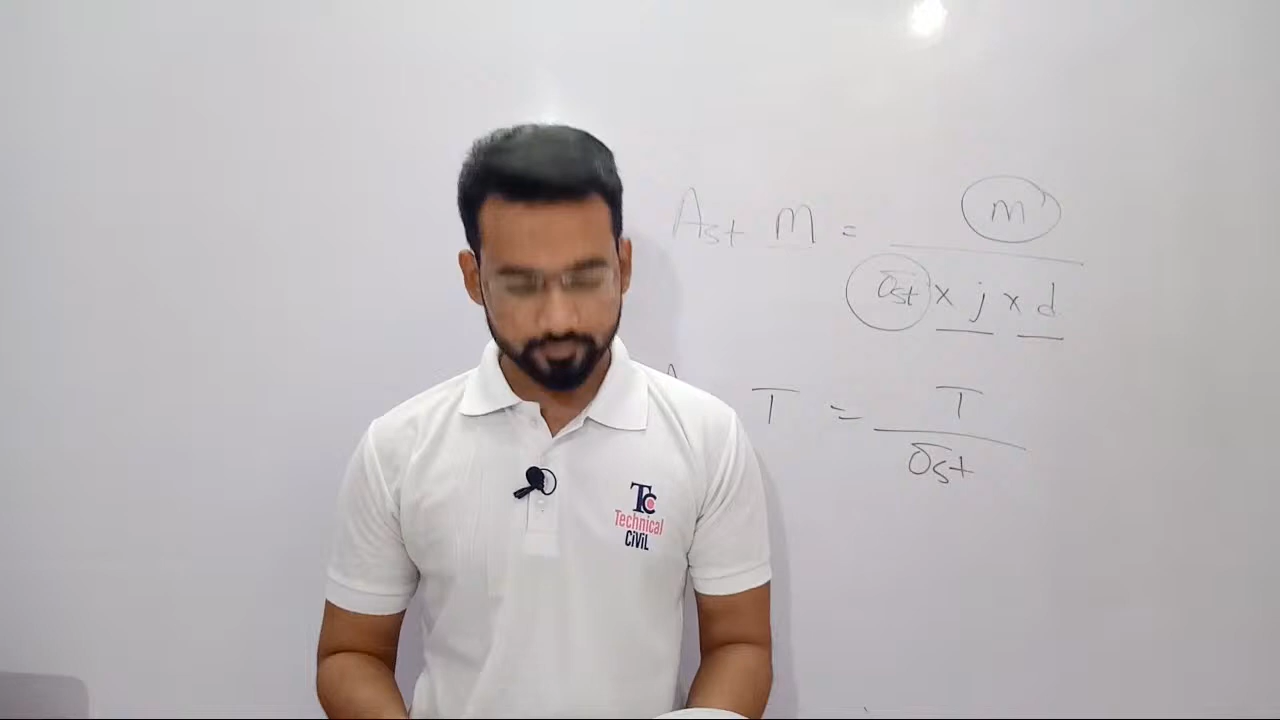 Ast M = m'
σst x j x d
A
T = T
σst
Tc
Technical
CiViL